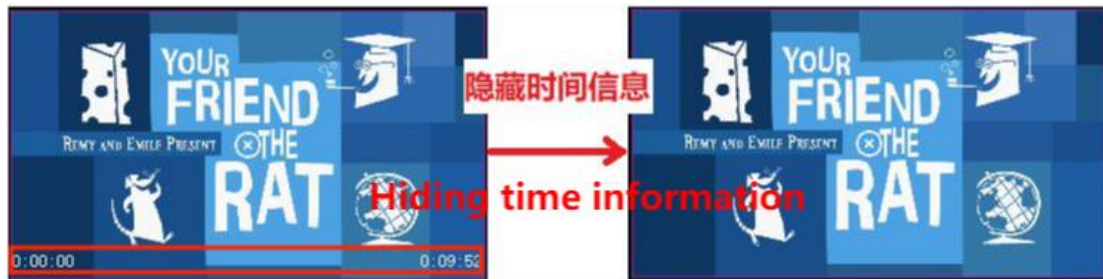 YOUR
FRIEND
THE
RAT
REMY AND EMILE PRESENT
0:00:00
0:09:52
隐藏时间信息
Hiding time information
YOUR
FRIEND
THE
RAT
REMY AND EMILE PRESENT